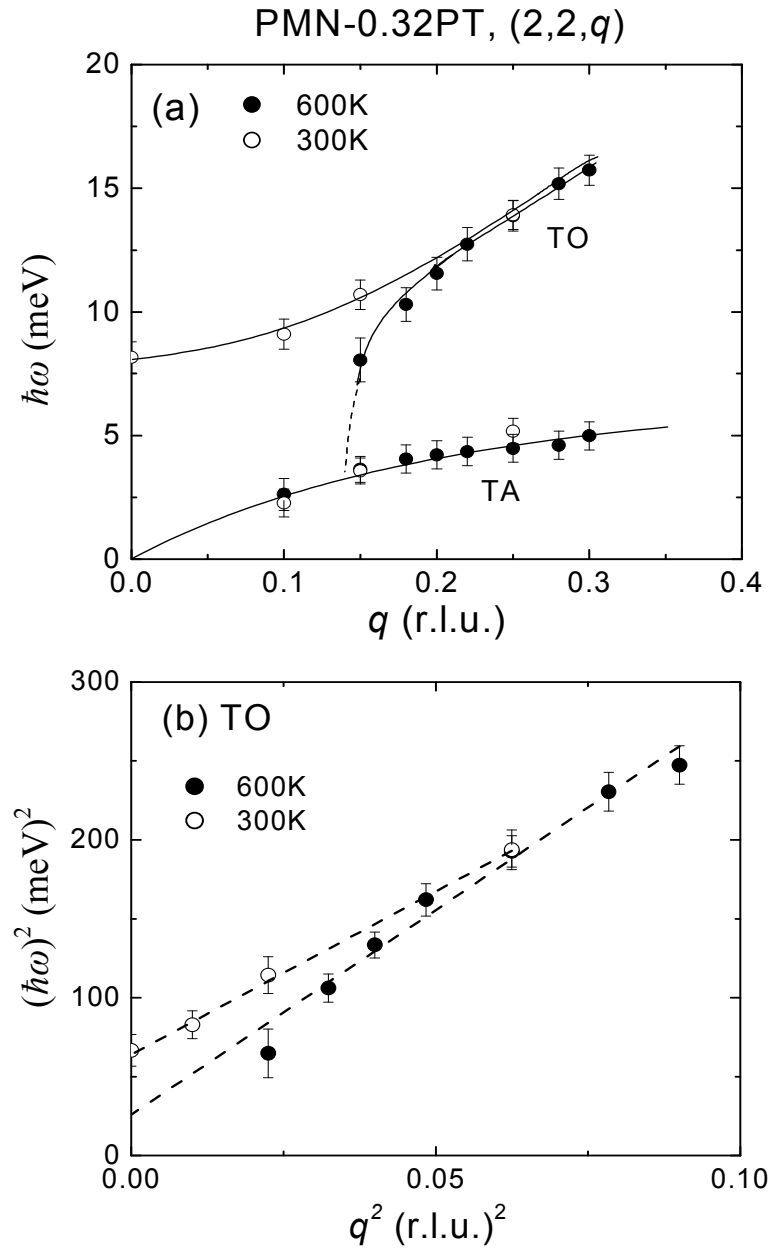 PMN-0.32PT, (2,2,q)
(a)
600K
300K
TO
TA
20
15
10
5
0
ħω (meV)
0.0 0.1 0.2 0.3 0.4
q (r.l.u.)
(b) TO
600K
300K
300
200
100
0
(ħω)² (meV)²
0.00 0.05 0.10
q² (r.l.u.)²